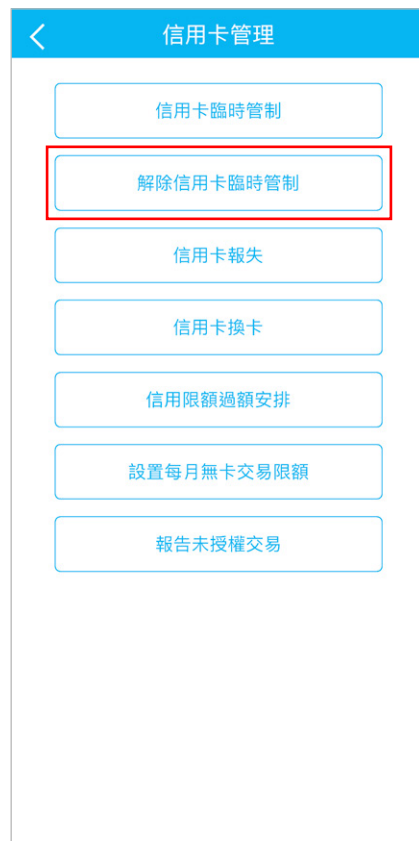 信用卡管理
信用卡臨時管制
解除信用卡臨時管制
信用卡報失
信用卡換卡
信用限額過額安排
設置每月無卡交易限額
報告未授權交易